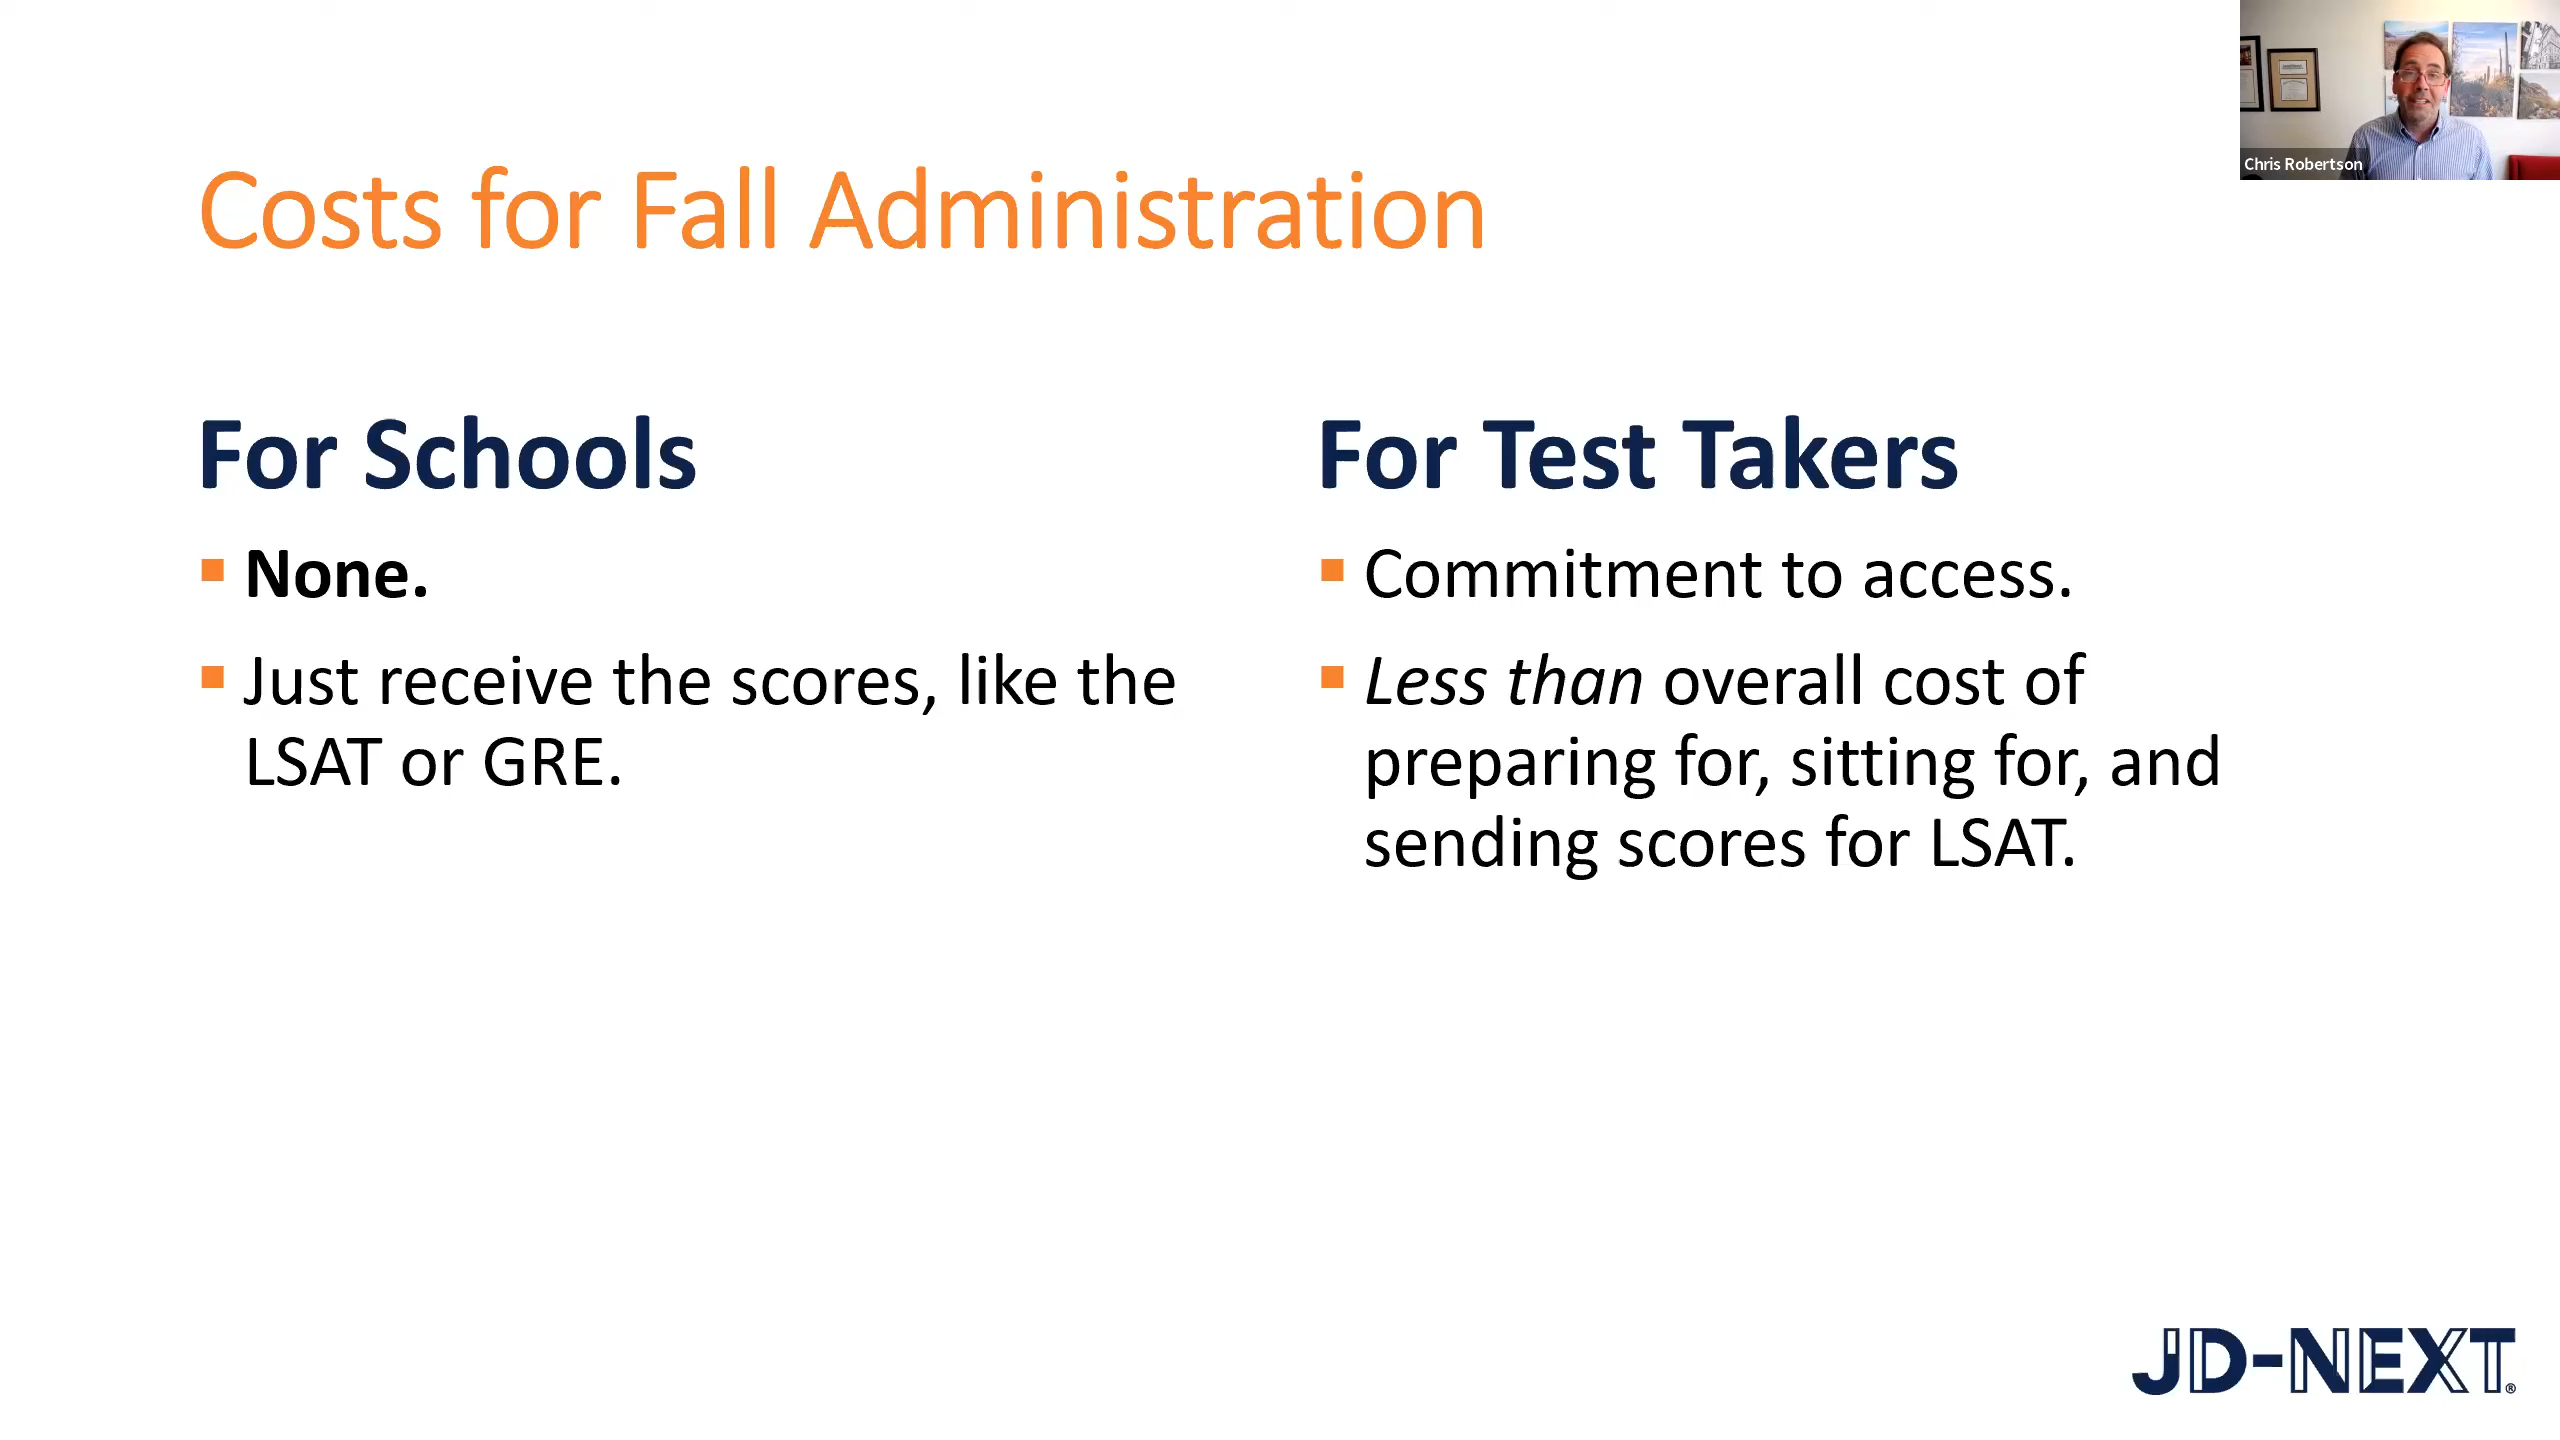 Chris Robertson
Costs for Fall Administration
For Schools
None.
Just receive the scores, like the
LSAT or GRE.
For Test Takers
Commitment to access.
Less than overall cost of
preparing for, sitting for, and
sending scores for LSAT.
JD-NEXT®